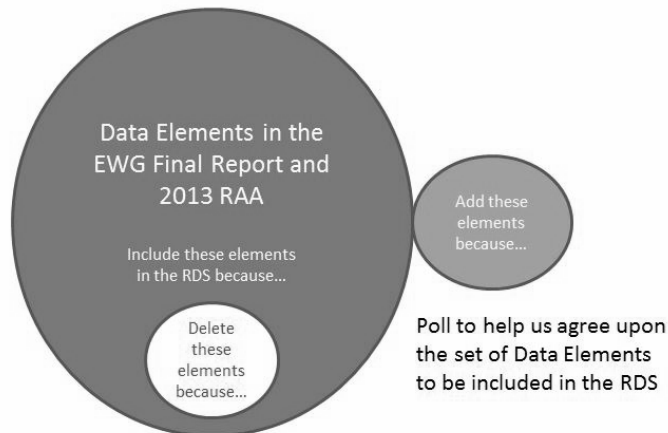 Data Elements in the
EWG Final Report and
2013 RAA
Include these elements
in the RDS because...
Delete
these
elements
because...
Add these
elements
because...
Poll to help us agree upon
the set of Data Elements
to be included in the RDS